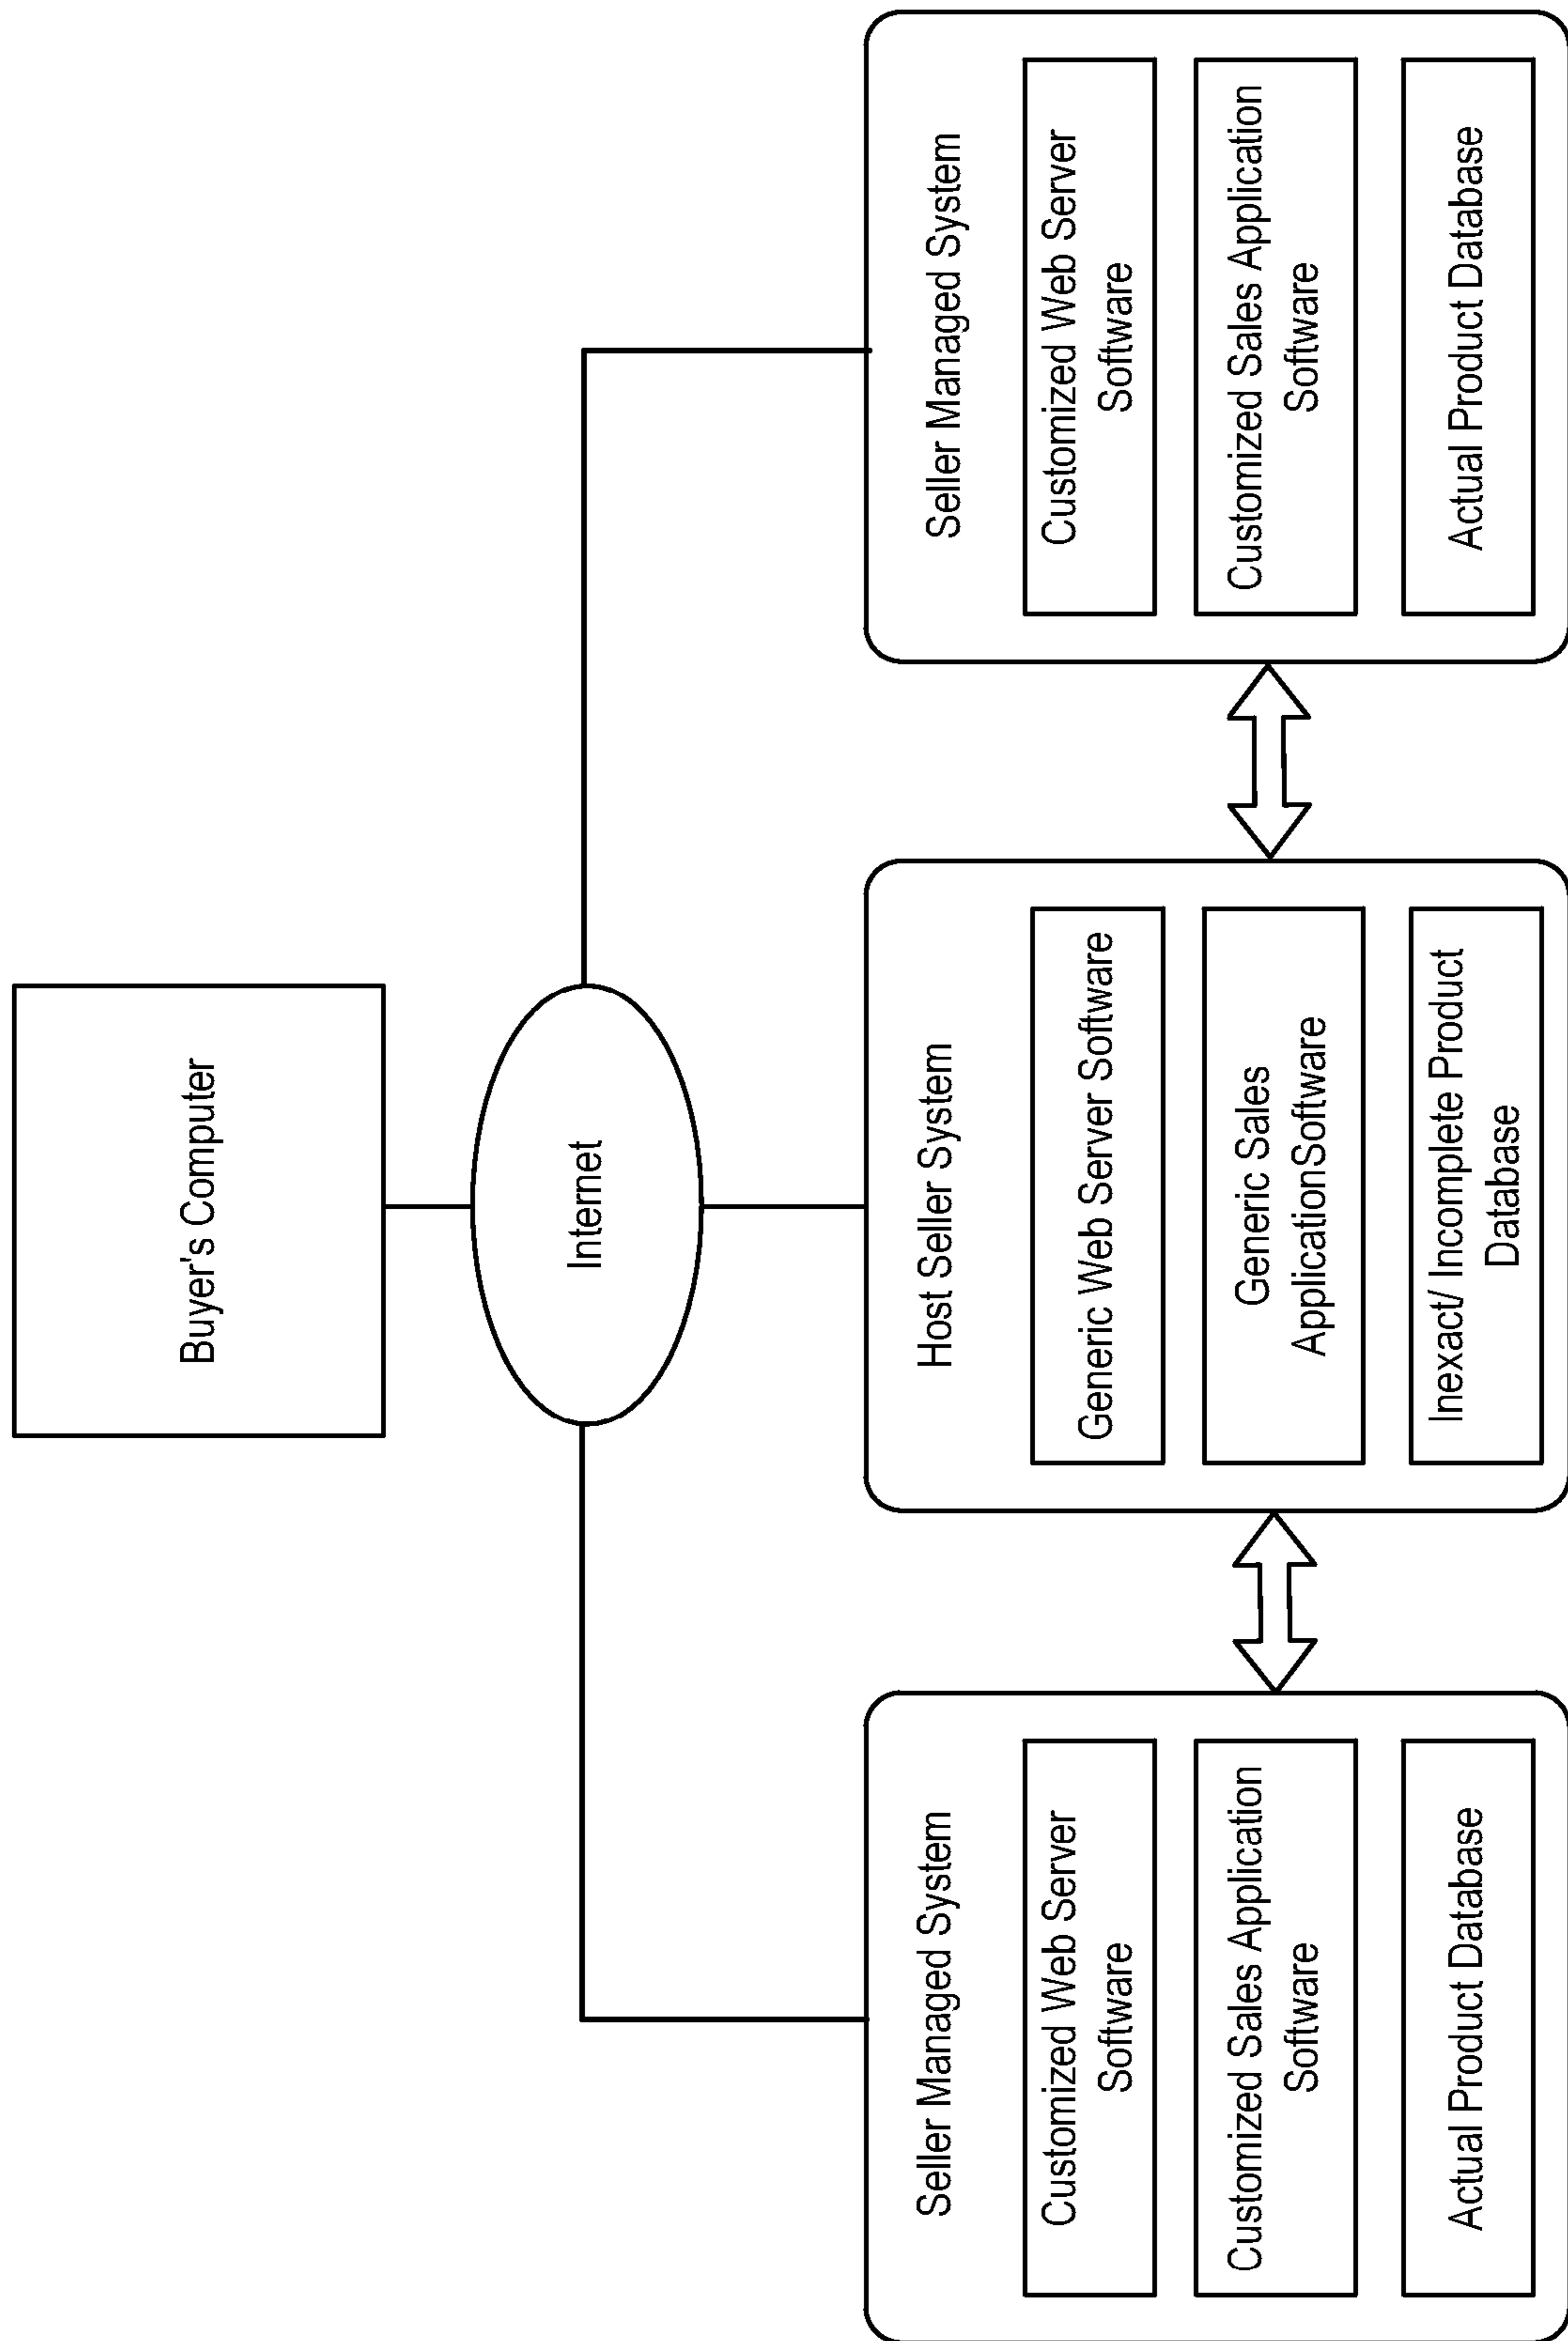 Buyer's Computer
Internet
Seller Managed System
Customized Web Server
Software
Customized Sales Application
Software
Actual Product Database
Host Seller System
Generic Web Server Software
Generic Sales
ApplicationSoftware
Inexact/ Incomplete Product
Database
Seller Managed System
Customized Web Server
Software
Customized Sales Application
Software
Actual Product Database